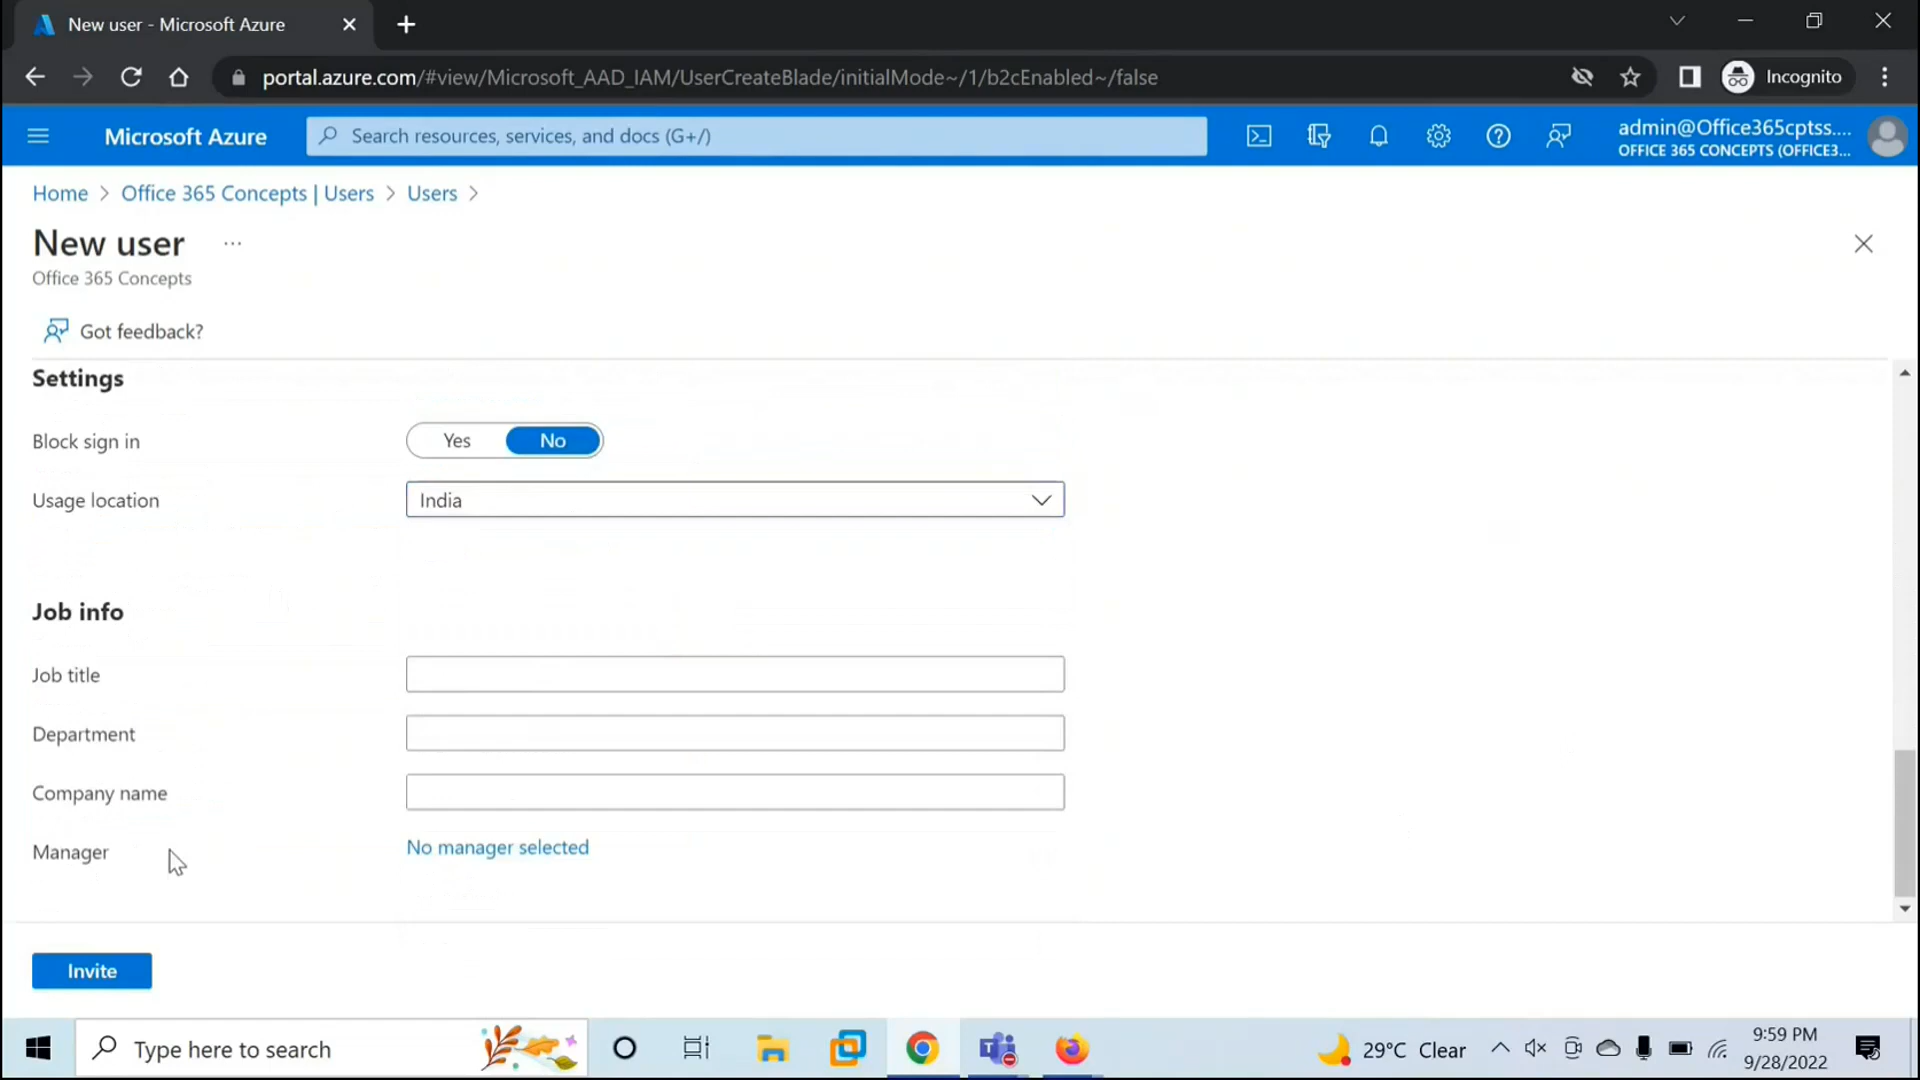 New user - Microsoft Azure
portal.azure.com/#view/Microsoft_AAD_IAM/UserCreateBlade/initialMode~/1/b2cEnabled~/false
Incognito
Microsoft Azure
Search resources, services, and docs (G+/)
admin@Office365cptss....
OFFICE 365 CONCEPTS (OFFICE3...
Home > Office 365 Concepts | Users > Users >
New user ...
Office 365 Concepts
Got feedback?
Settings
Block sign in
Yes No
Usage location
India
Job info
Job title
Department
Company name
Manager
No manager selected
Invite
Type here to search
29°C Clear
9:59 PM
9/28/2022